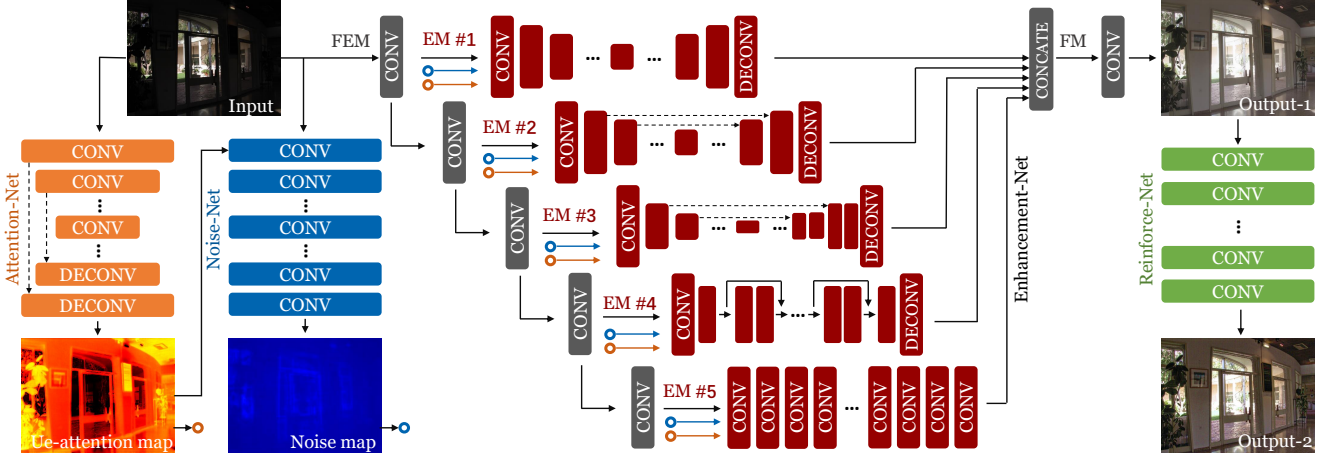 Input
Attention-Net
CONV
CONV
...
CONV
...
DECONV
DECONV
Ue-attention map
Noise-Net
CONV
CONV
...
CONV
...
CONV
CONV
Noise map
FEM
CONV
EM #1
CONV
...
...
DECONV
CONV
EM #2
CONV
...
...
DECONV
CONV
EM #3
CONV
...
...
DECONV
CONV
EM #4
CONV
...
DECONV
CONV
EM #5
CONV
CONV
CONV
CONV
...
CONV
CONV
CONV
CONV
Enhancement-Net
CONCATE
FM
CONV
Output-1
Reinforce-Net
CONV
CONV
...
CONV
CONV
Output-2